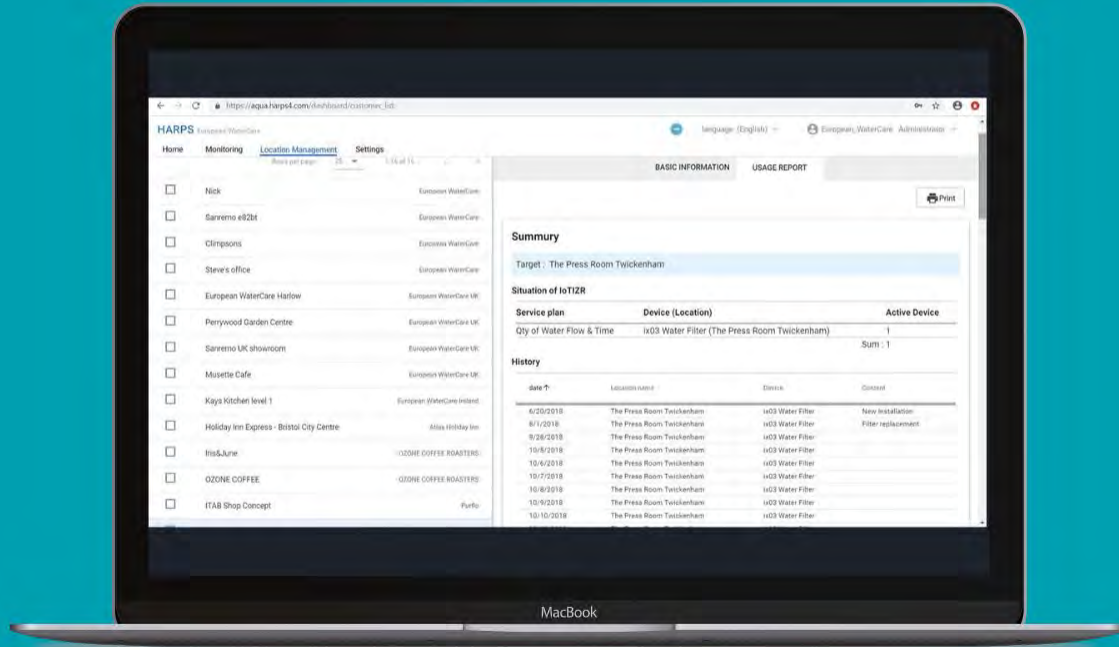 https://aqua.harps4.com/dashboard/customer_list
HARPS European WaterCare
language (English)
European_WaterCare Administrator
Home Monitoring Location Management Settings
Rows per page: 25
BASIC INFORMATION USAGE REPORT
Print
Nick European WaterCare
Sanremo e82bt European WaterCare
Climpsons European WaterCare
Steve's office European WaterCare
European WaterCare Harlow European WaterCare UK
Perrywood Garden Centre European WaterCare UK
Sanremo UK showroom European WaterCare UK
Musette Cafe European WaterCare UK
Kays Kitchen level 1 European WaterCare Ireland
Holiday Inn Express - Bristol City Centre Holiday Inn
Iris&June OZONE COFFEE ROASTERS
OZONE COFFEE OZONE COFFEE ROASTERS
ITAB Shop Concept
Summury
Target : The Press Room Twickenham
Situation of IoTIZR
Service plan Device (Location) Active Device
Qty of Water Flow & Time ix03 Water Filter (The Press Room Twickenham) 1
Sum : 1
History
date Location name Device Content
6/20/2018 The Press Room Twickenham ix03 Water Filter New installation
8/1/2018 The Press Room Twickenham ix03 Water Filter Filter replacement
9/26/2018 The Press Room Twickenham ix03 Water Filter
10/5/2018 The Press Room Twickenham ix03 Water Filter
10/6/2018 The Press Room Twickenham ix03 Water Filter
10/7/2018 The Press Room Twickenham ix03 Water Filter
10/8/2018 The Press Room Twickenham ix03 Water Filter
10/9/2018 The Press Room Twickenham ix03 Water Filter
10/10/2018 The Press Room Twickenham ix03 Water Filter
MacBook